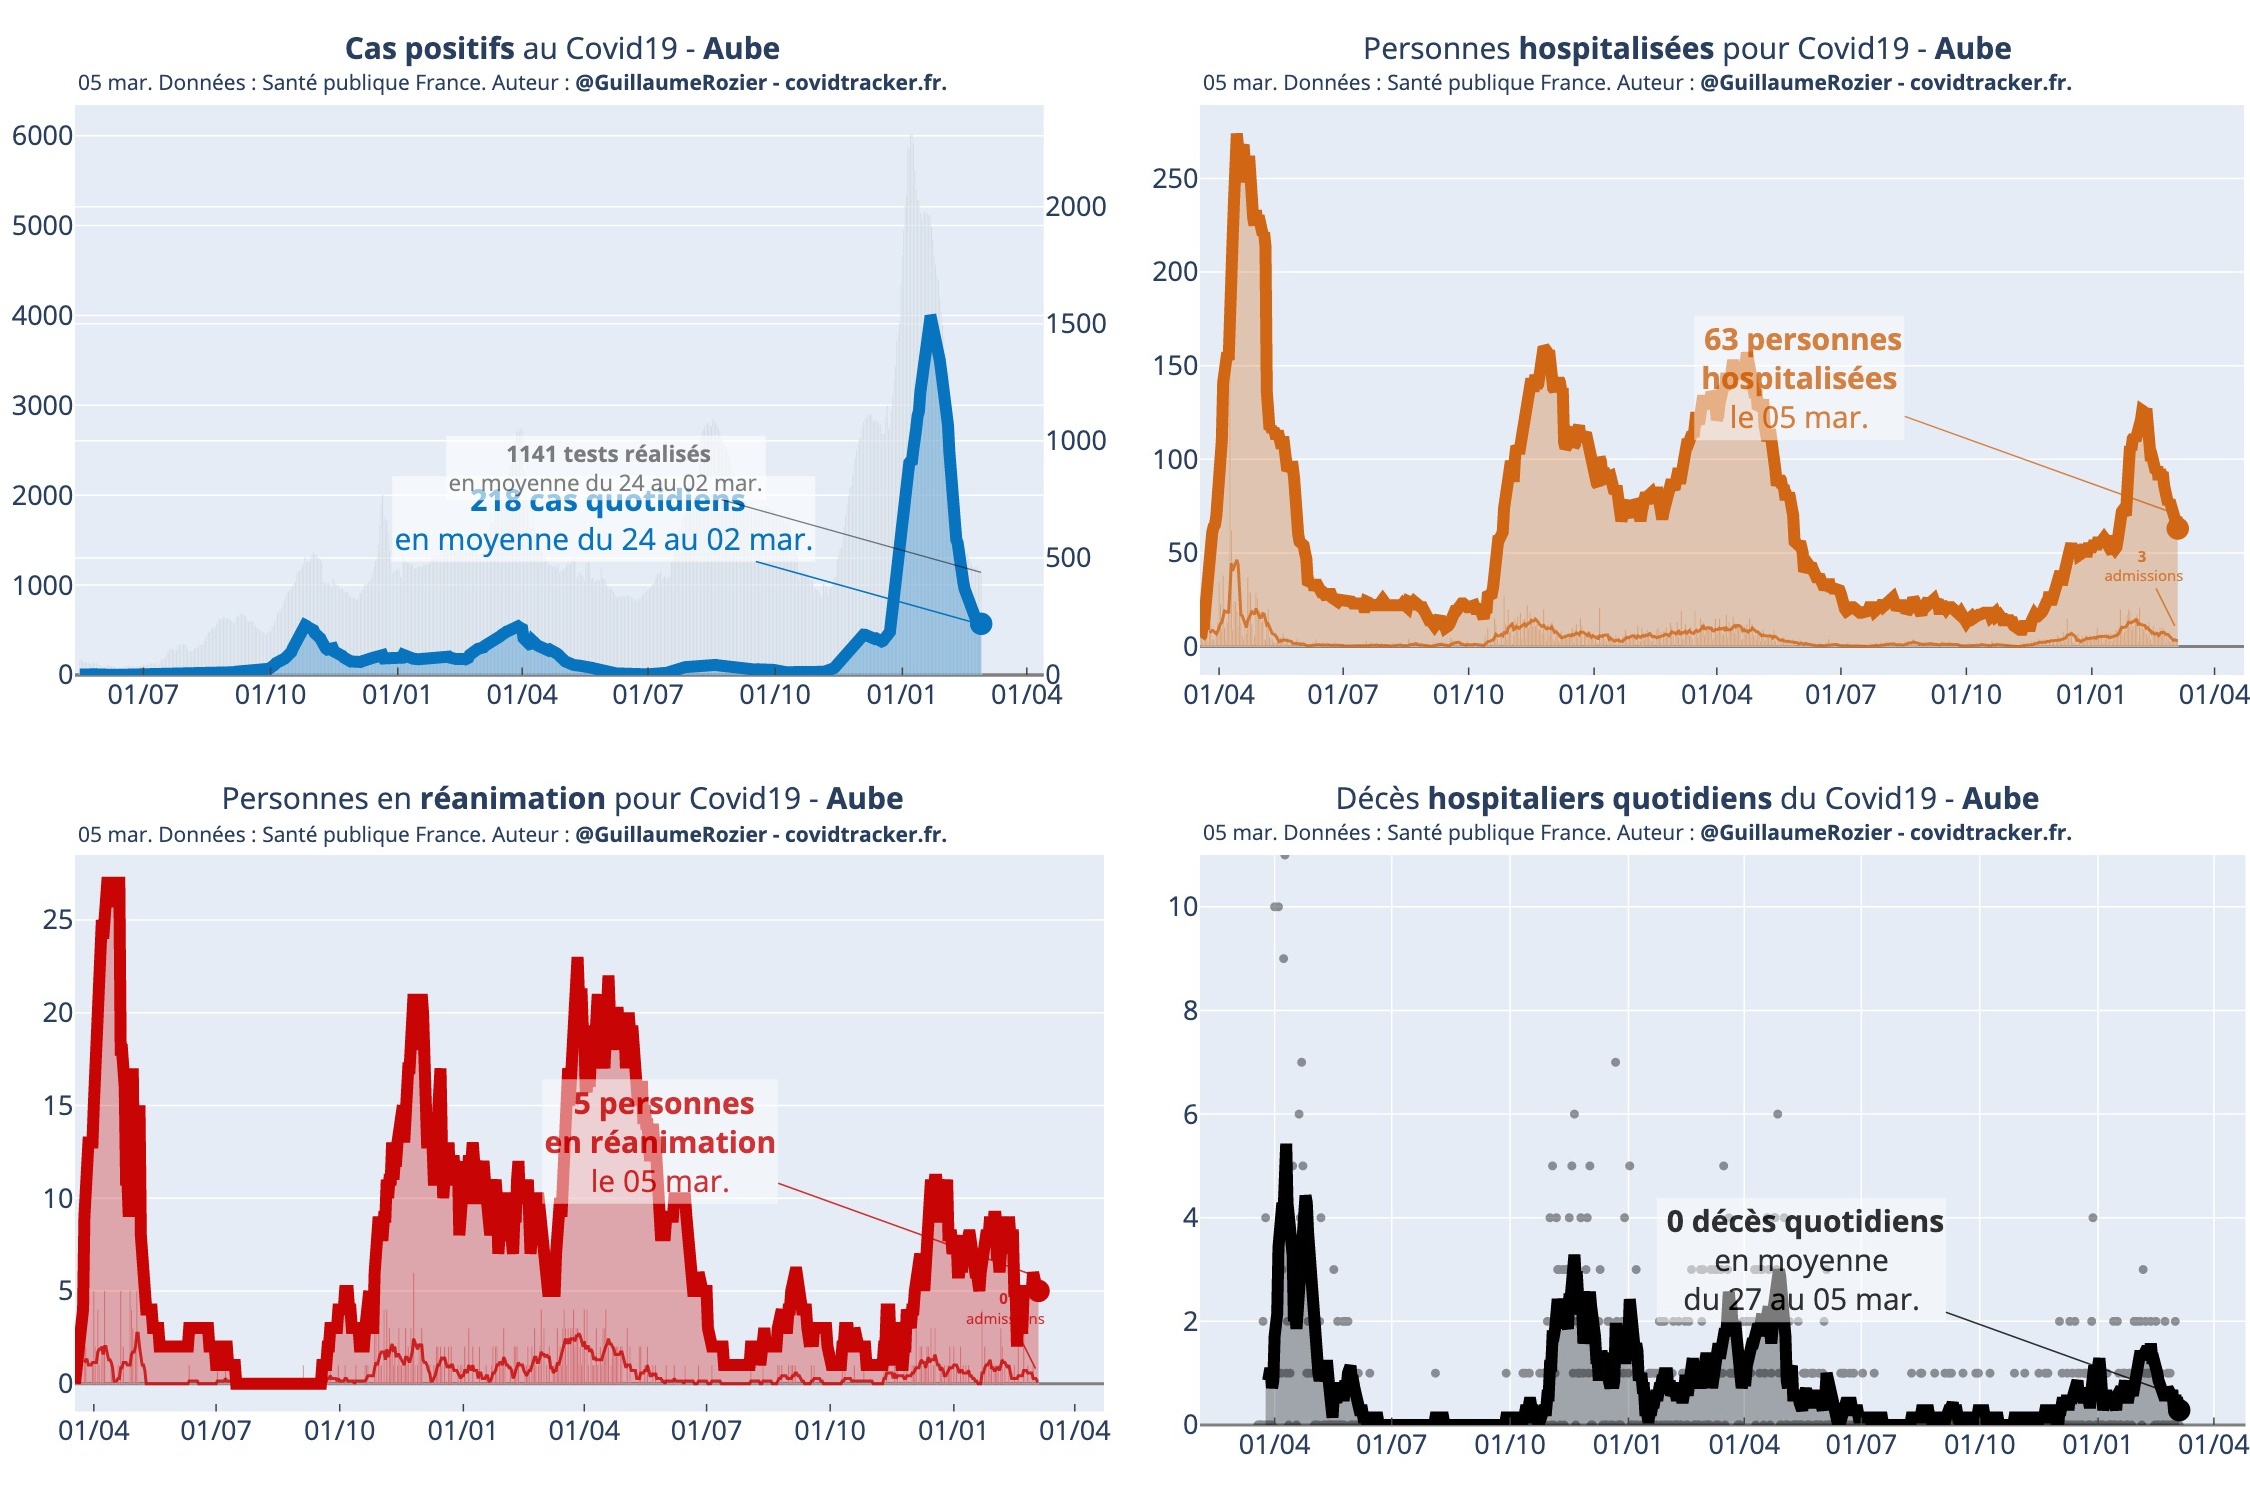 Cas positifs au Covid19 - Aube
05 mar. Données : Santé publique France. Auteur : @GuillaumeRozier - covidtracker.fr.
6000
5000
4000
3000
2000
1000
0
2000
1500
1000
500
0
1141 tests réalisés
en moyenne du 24 au 02 mar.
218 cas quotidiens
en moyenne du 24 au 02 mar.
01/07 01/10 01/01 01/04 01/07 01/10 01/01 01/04
Personnes hospitalisées pour Covid19 - Aube
05 mar. Données : Santé publique France. Auteur : @GuillaumeRozier - covidtracker.fr.
250
200
150
100
50
0
63 personnes
hospitalisées
le 05 mar.
3
admissions
01/04 01/07 01/10 01/01 01/04 01/07 01/10 01/01 01/04
Personnes en réanimation pour Covid19 - Aube
05 mar. Données : Santé publique France. Auteur : @GuillaumeRozier - covidtracker.fr.
25
20
15
10
5
0
5 personnes
en réanimation
le 05 mar.
0
admissions
01/04 01/07 01/10 01/01 01/04 01/07 01/10 01/01 01/04
Décès hospitaliers quotidiens du Covid19 - Aube
05 mar. Données : Santé publique France. Auteur : @GuillaumeRozier - covidtracker.fr.
10
8
6
4
2
0
0 décès quotidiens
en moyenne
du 27 au 05 mar.
01/04 01/07 01/10 01/01 01/04 01/07 01/10 01/01 01/04